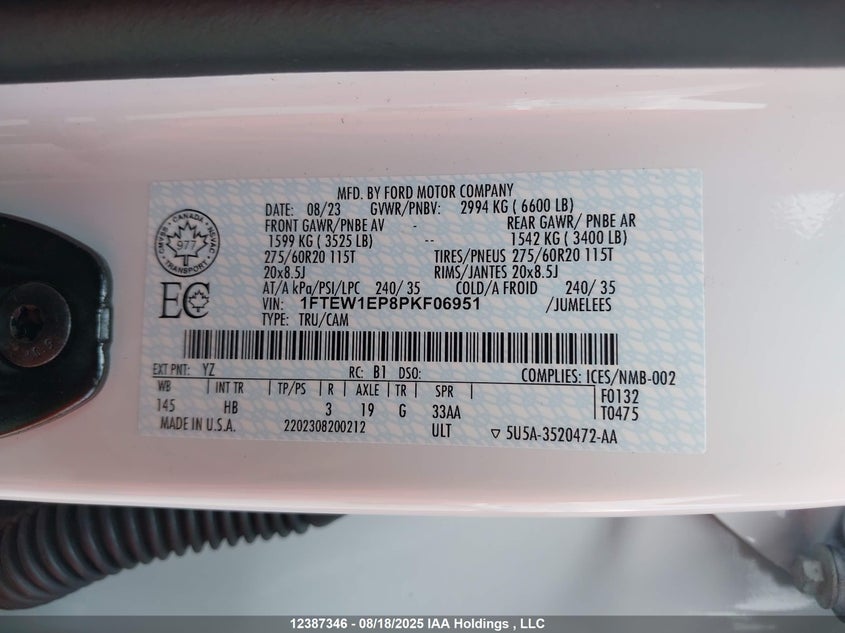 MFD. BY FORD MOTOR COMPANY
DATE: 08/23 GVWR/PNBV: 2994 KG ( 6600 LB)
FRONT GAWR/PNBE AV - REAR GAWR/ PNBE AR
1599 KG ( 3525 LB) -- 1542 KG ( 3400 LB)
275/60R20 115T TIRES/PNEUS 275/60R20 115T
20x8.5J RIMS/JANTES 20x8.5J
AT/A kPa/PSI/LPC 240/ 35 COLD/A FROID 240/ 35
VIN: 1FTEW1EP8PKF06951 /JUMELEES
TYPE: TRU/CAM
CANADA
977
TRANSPORT
EC
EXT PNT: YZ RC: B1 DSO: COMPLIES: ICES/NMB-002
WB | INT TR | TP/PS | R | AXLE | TR | SPR F0132
145 HB 3 19 G 33AA T0475
MADE IN U.S.A. 2202308200212 ULT ▽ 5U5A-3520472-AA
12387346 - 08/18/2025 IAA Holdings , LLC